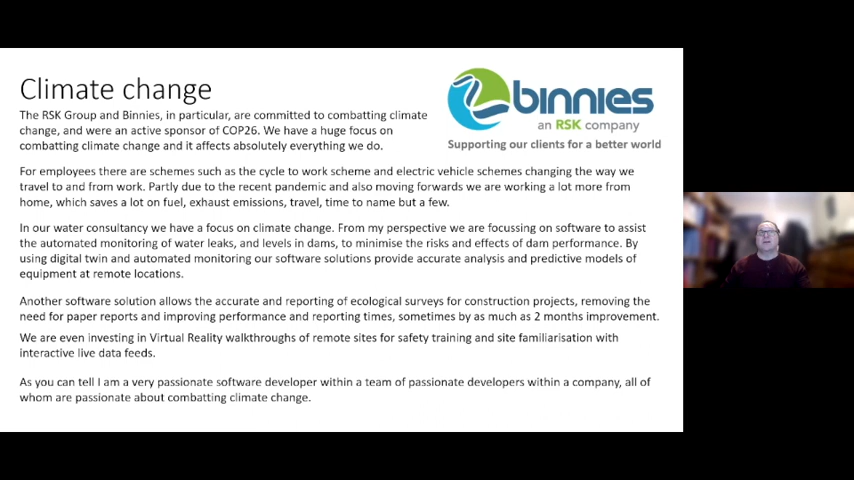 Climate change
The RSK Group and Binnies, in particular, are committed to combatting climate
change, and were an active sponsor of COP26. We have a huge focus on
combatting climate change and it affects absolutely everything we do.
binnies
an RSK company
Supporting our clients for a better world
For employees there are schemes such as the cycle to work scheme and electric vehicle schemes changing the way we
travel to and from work. Partly due to the recent pandemic and also moving forwards we are working a lot more from
home, which saves a lot on fuel, exhaust emissions, travel, time to name but a few.
In our water consultancy we have a focus on climate change. From my perspective we are focussing on software to assist
the automated monitoring of water leaks, and levels in dams, to minimise the risks and effects of dam performance. By
using digital twin and automated monitoring our software solutions provide accurate analysis and predictive models of
equipment at remote locations.
Another software solution allows the accurate and reporting of ecological surveys for construction projects, removing the
need for paper reports and improving performance and reporting times, sometimes by as much as 2 months improvement.
We are even investing in Virtual Reality walkthroughs of remote sites for safety training and site familiarisation with
interactive live data feeds.
As you can tell I am a very passionate software developer within a team of passionate developers within a company, all of
whom are passionate about combatting climate change.